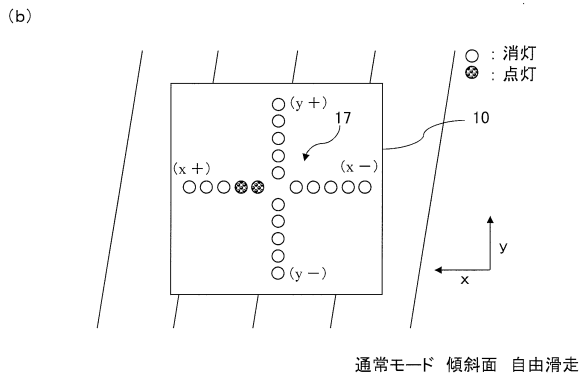 (b)
: 消灯
: 点灯
(y+)
17
10
(x+)
(x−)
(y−)
y
x
通常モード 傾斜面 自由滑走